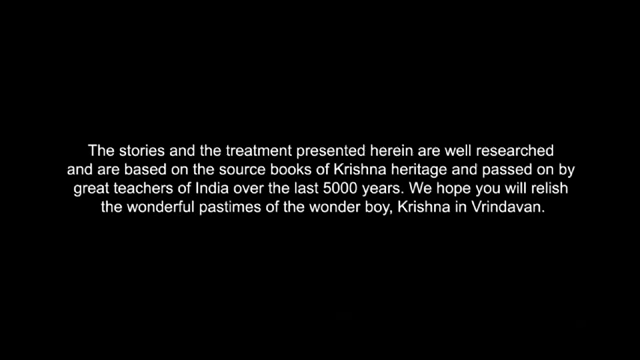 The stories and the treatment presented herein are well researched
and are based on the source books of Krishna heritage and passed on by
great teachers of India over the last 5000 years. We hope you will relish
the wonderful pastimes of the wonder boy, Krishna in Vrindavan.